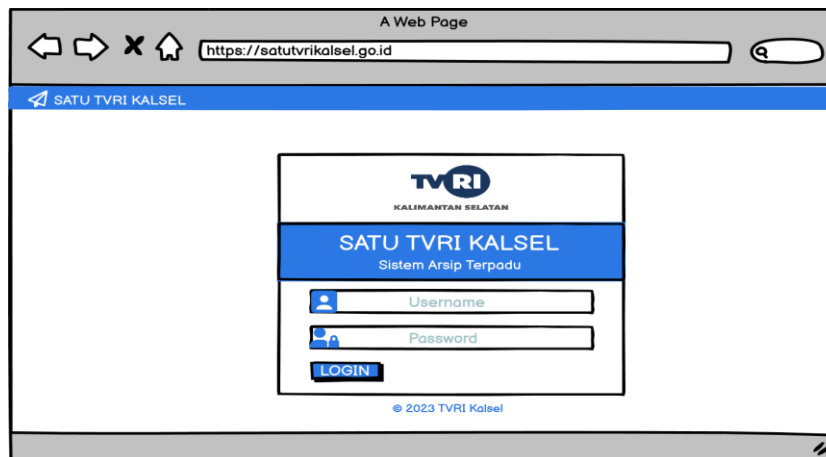 A Web Page
https://satutvrikalsel.go.id
SATU TVRI KALSEL
TVRI
KALIMANTAN SELATAN
SATU TVRI KALSEL
Sistem Arsip Terpadu
Username
Password
LOGIN
© 2023 TVRI Kalsel